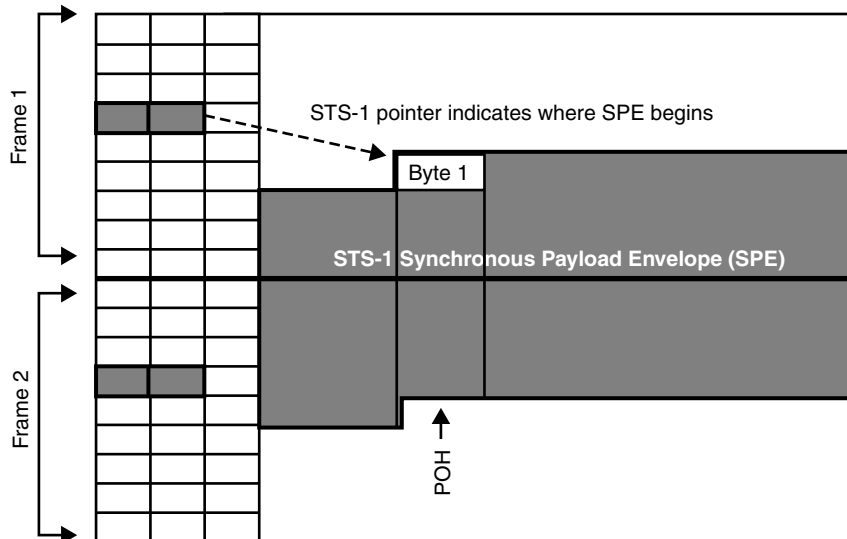 Frame 1
STS-1 pointer indicates where SPE begins
Byte 1
STS-1 Synchronous Payload Envelope (SPE)
Frame 2
POH